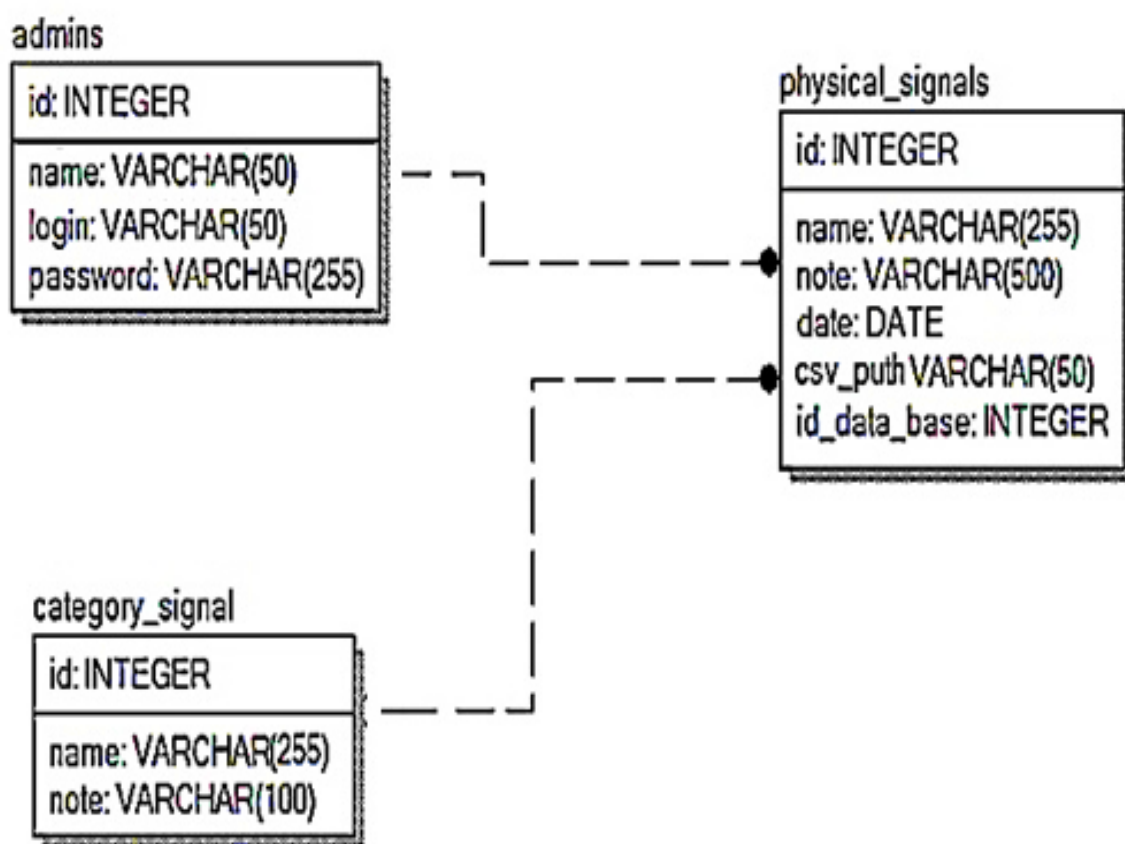 admins
id: INTEGER
name: VARCHAR(50)
login: VARCHAR(50)
password: VARCHAR(255)
physical_signals
id: INTEGER
name: VARCHAR(255)
note: VARCHAR(500)
date: DATE
csv_puth VARCHAR(50)
id_data_base: INTEGER
category_signal
id: INTEGER
name: VARCHAR(255)
note: VARCHAR(100)